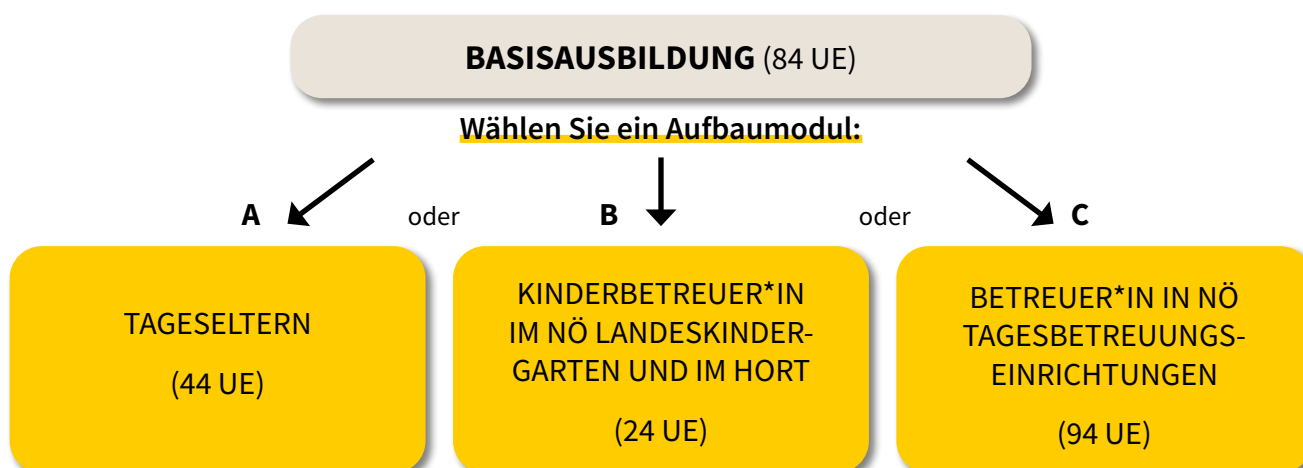 BASISAUSBILDUNG (84 UE)
Wählen Sie ein Aufbaumodul:
A oder B oder C
TAGESELTERN
(44 UE)
KINDERBETREUER*IN
IM NÖ LANDESKINDER-
GARTEN UND IM HORT
(24 UE)
BETREUER*IN IN NÖ
TAGESBETREUUNGS-
EINRICHTUNGEN
(94 UE)